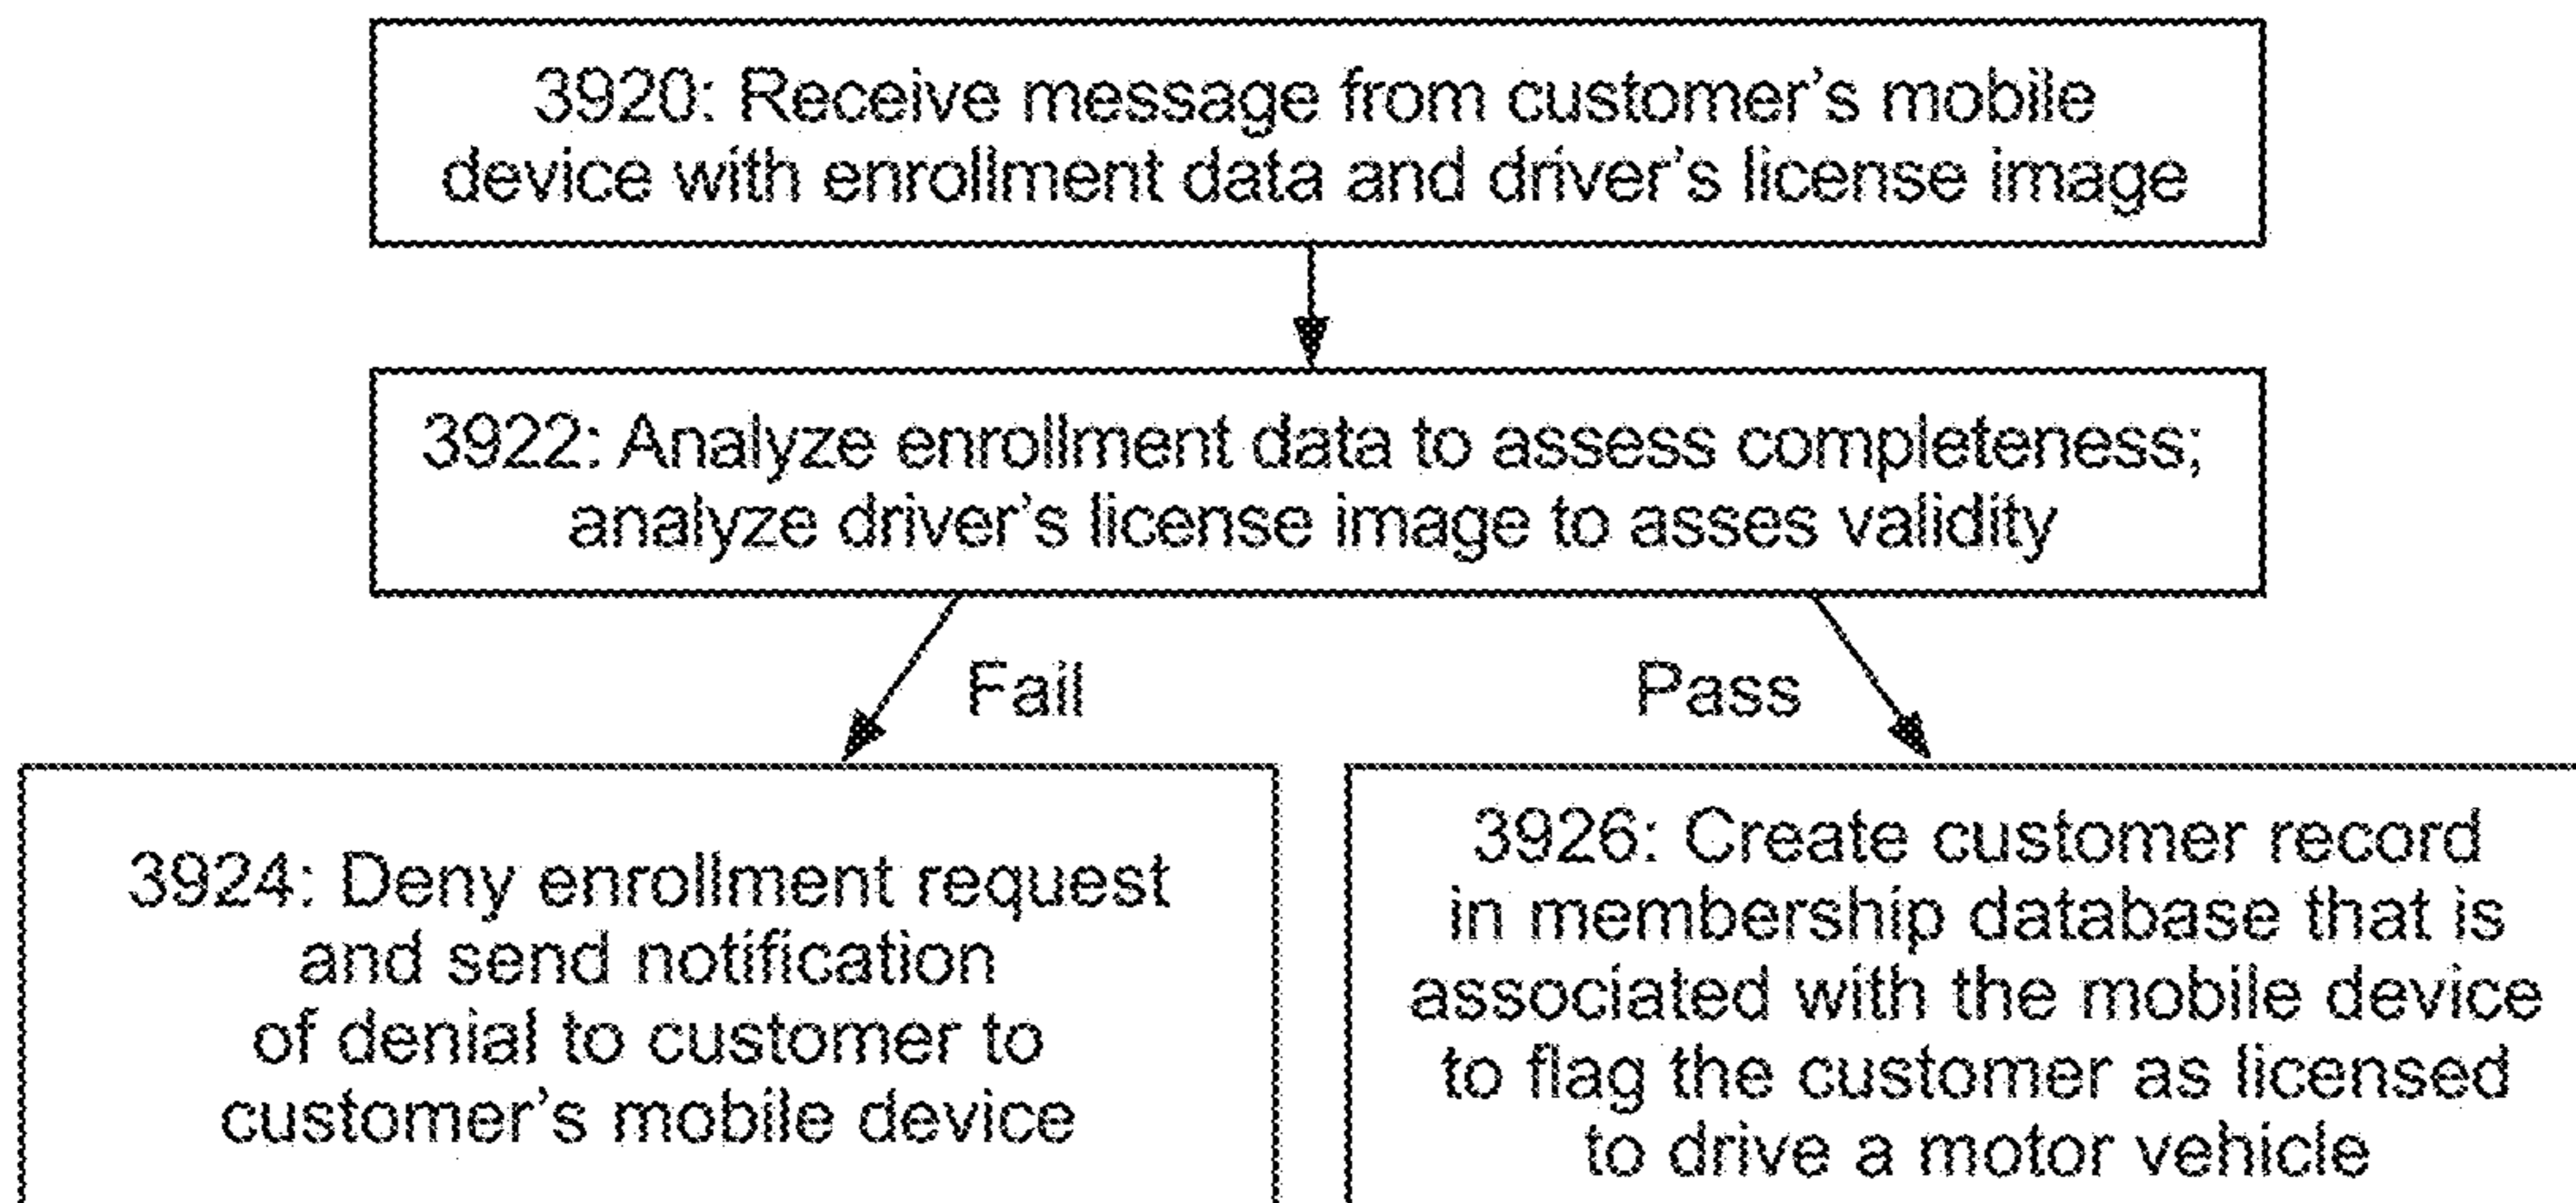 3920: Receive message from customer's mobile
device with enrollment data and driver's license image
3922: Analyze enrollment data to assess completeness;
analyze driver's license image to asses validity
Fail
Pass
3924: Deny enrollment request
and send notification
of denial to customer to
customer's mobile device
3926: Create customer record
in membership database that is
associated with the mobile device
to flag the customer as licensed
to drive a motor vehicle